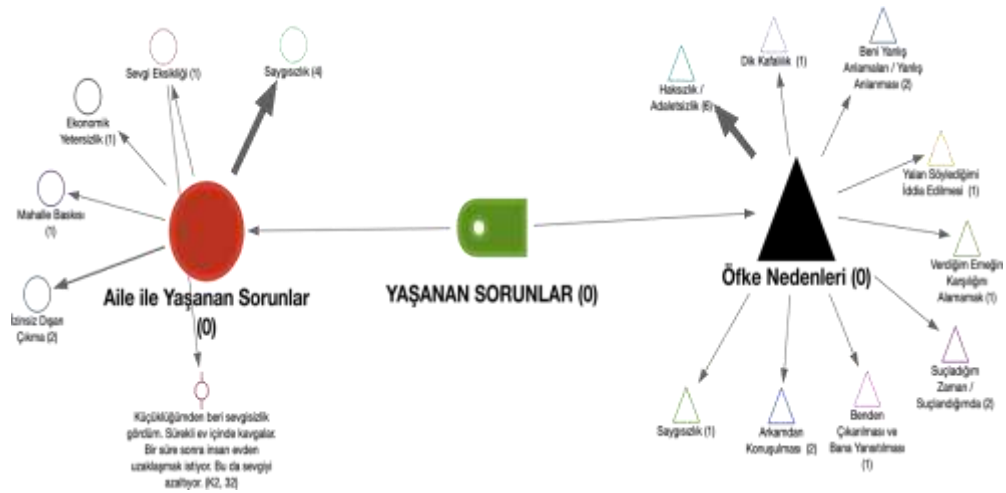 Sevgi Eksikliği (1)
Saygısızlık (4)
Ekonomik
Yetersizlik (1)
Mahalle Baskısı
(1)
İzinsiz Dışarı
Çıkma (2)
Aile ile Yaşanan Sorunlar
(0)
Küçüklüğümden beri sevgisizlik
gördüm. Sürekli ev içinde kavgalar.
Bir süre sonra insan evden
uzaklaşmak istiyor. Bu da sevgiyi
azaltıyor. (K2, 32)
YAŞANAN SORUNLAR (0)
Dik Kafalılık (1)
Beni Yanlış
Anlamaları / Yanlış
Anlanması (2)
Haksızlık /
Adaletsizlik (6)
Yalan Söylediğimi
İddia Edilmesi (1)
Verdiğim Emeğin
Karşılığını
Alamamak (1)
Öfke Nedenleri (0)
Suçladığım
Zaman /
Suçlandığımda (2)
Saygısızlık (1)
Arkamdan
Konuşulması (2)
Benden
Çıkarılması ve
Bana Yansıtılması
(1)